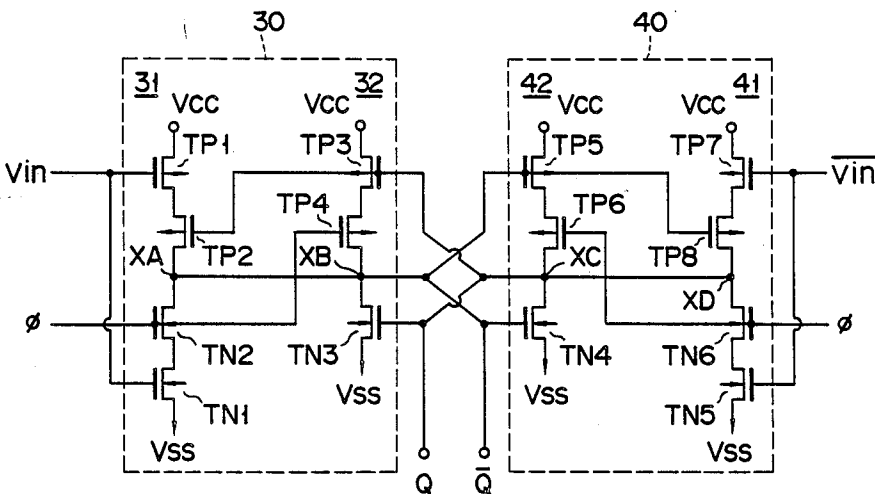 30
40
31
32
42
41
VCC
VCC
VCC
VCC
TP1
TP3
TP5
TP7
Vin
V̅i̅n̅
TP4
TP6
TP2
TP8
XA
XB
XC
XD
ø
ø
TN2
TN3
TN4
TN6
VSS
VSS
TN1
TN5
VSS
VSS
Q
Q̅